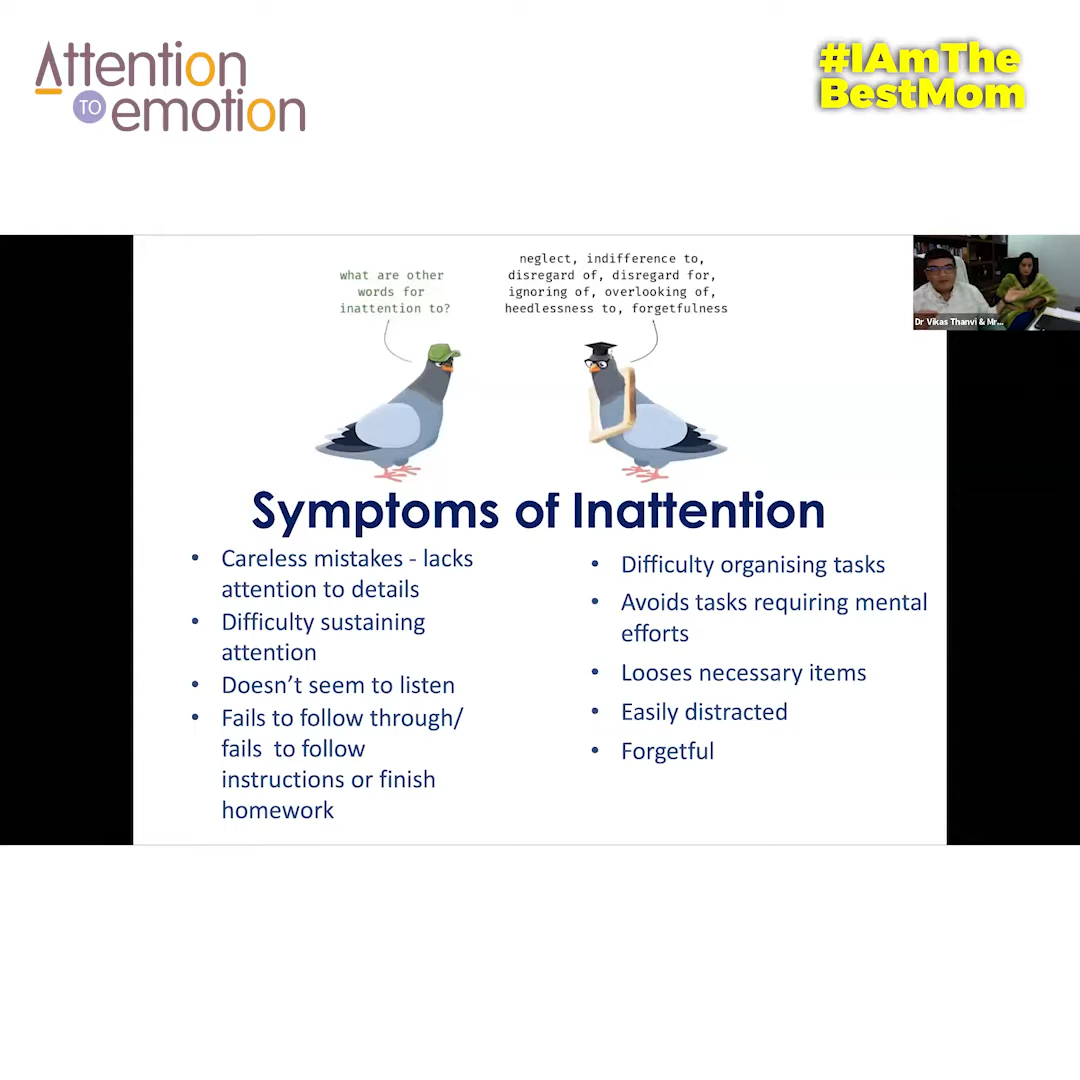 Attention
TO
emotion
#IAmThe
BestMom
what are other
words for
inattention to?
neglect, indifference to,
disregard of, disregard for,
ignoring of, overlooking of,
heedlessness to, forgetfulness
Dr Vikas Thanvi & Mr...
Symptoms of Inattention
• Careless mistakes - lacks
attention to details
• Difficulty sustaining
attention
• Doesn't seem to listen
• Fails to follow through/
fails  to follow
instructions or finish
homework
• Difficulty organising tasks
• Avoids tasks requiring mental
efforts
• Looses necessary items
• Easily distracted
• Forgetful